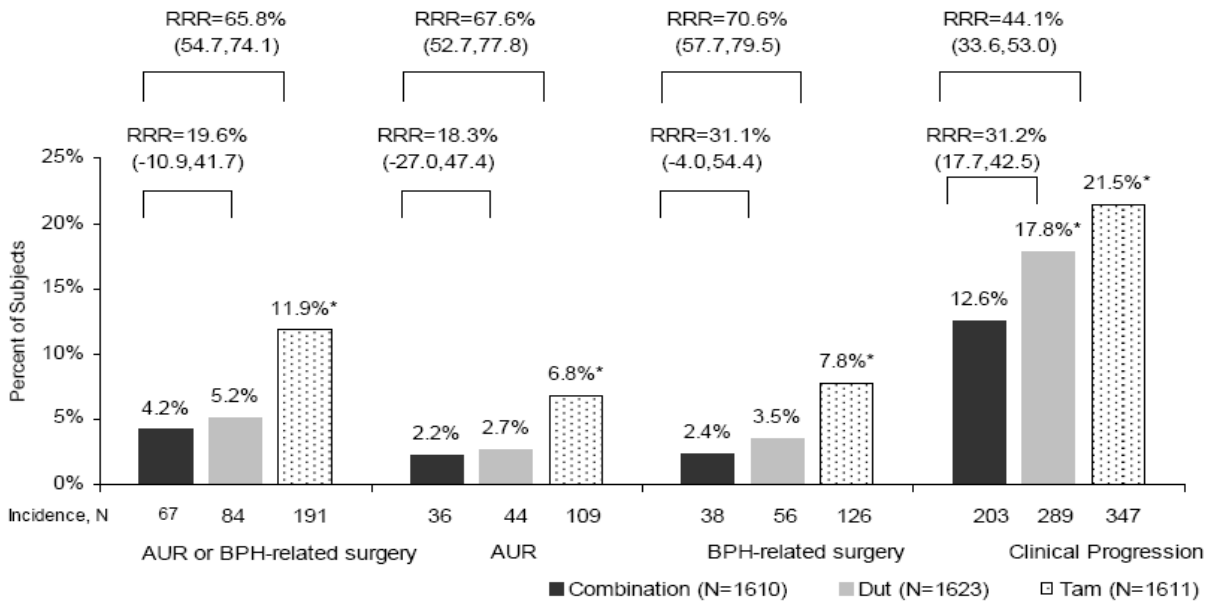 RRR=65.8% RRR=67.6% RRR=70.6% RRR=44.1%
(54.7,74.1) (52.7,77.8) (57.7,79.5) (33.6,53.0)
RRR=19.6% RRR=18.3% RRR=31.1% RRR=31.2%
(-10.9,41.7) (-27.0,47.4) (-4.0,54.4) (17.7,42.5)
25%
20%
15%
10%
5%
0%
Percent of Subjects
4.2% 5.2% 11.9%*
2.2% 2.7% 6.8%*
2.4% 3.5% 7.8%*
12.6% 17.8%* 21.5%*
Incidence, N 67 84 191 36 44 109 38 56 126 203 289 347
AUR or BPH-related surgery AUR BPH-related surgery Clinical Progression
Combination (N=1610) Dut (N=1623) Tam (N=1611)